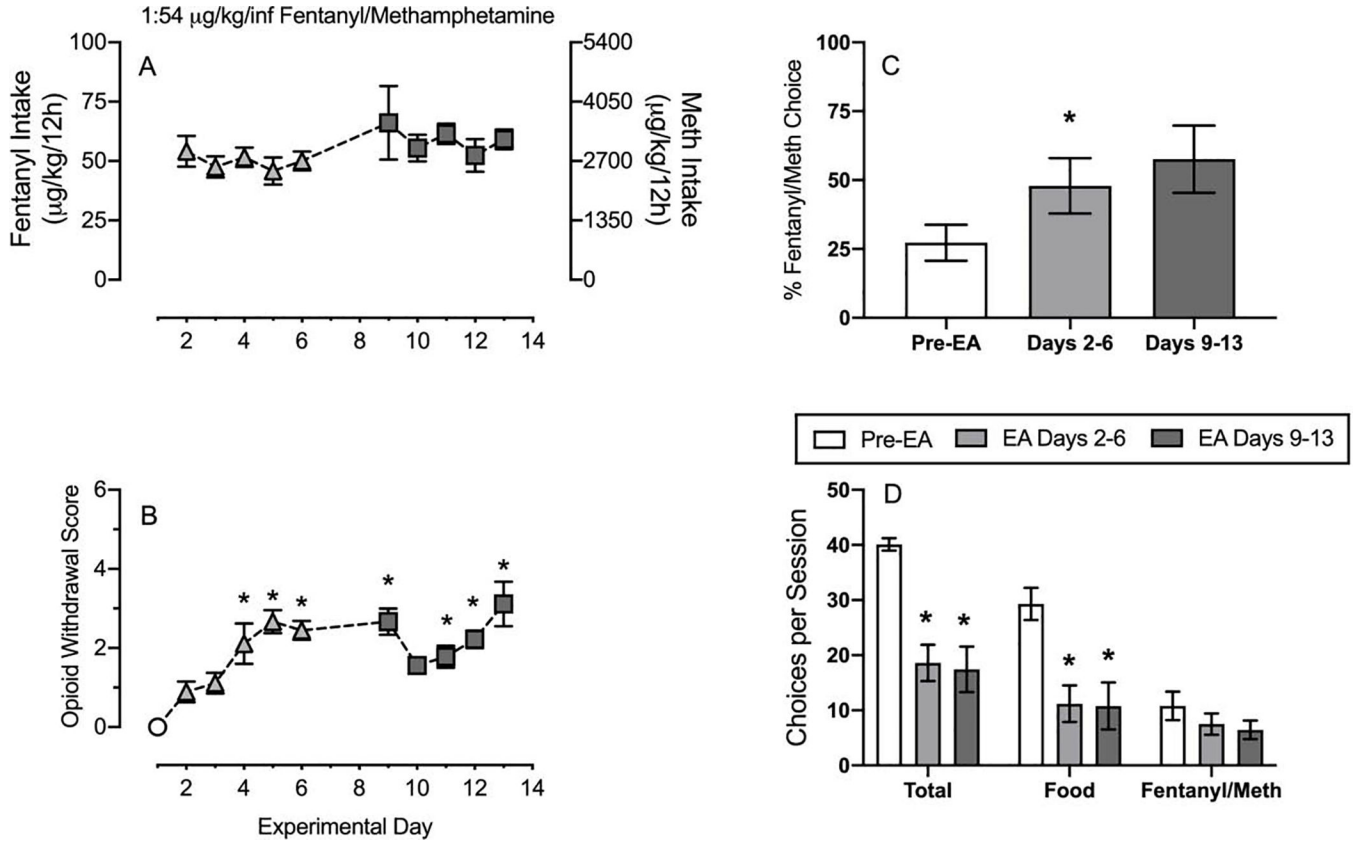 1:54 µg/kg/inf Fentanyl/Methamphetamine
A
Fentanyl Intake
(µg/kg/12h)
100
75
50
25
0
5400
4050
2700
1350
0
Meth Intake
(µg/kg/12h)
2 4 6 8 10 12 14
C
% Fentanyl/Meth Choice
100
75
50
25
0
*
Pre-EA Days 2-6 Days 9-13
B
Opioid Withdrawal Score
6
4
2
0
* * * * * * *
2 4 6 8 10 12 14
Experimental Day
Pre-EA EA Days 2-6 EA Days 9-13
D
Choices per Session
50
40
30
20
10
0
* * * *
Total Food Fentanyl/Meth